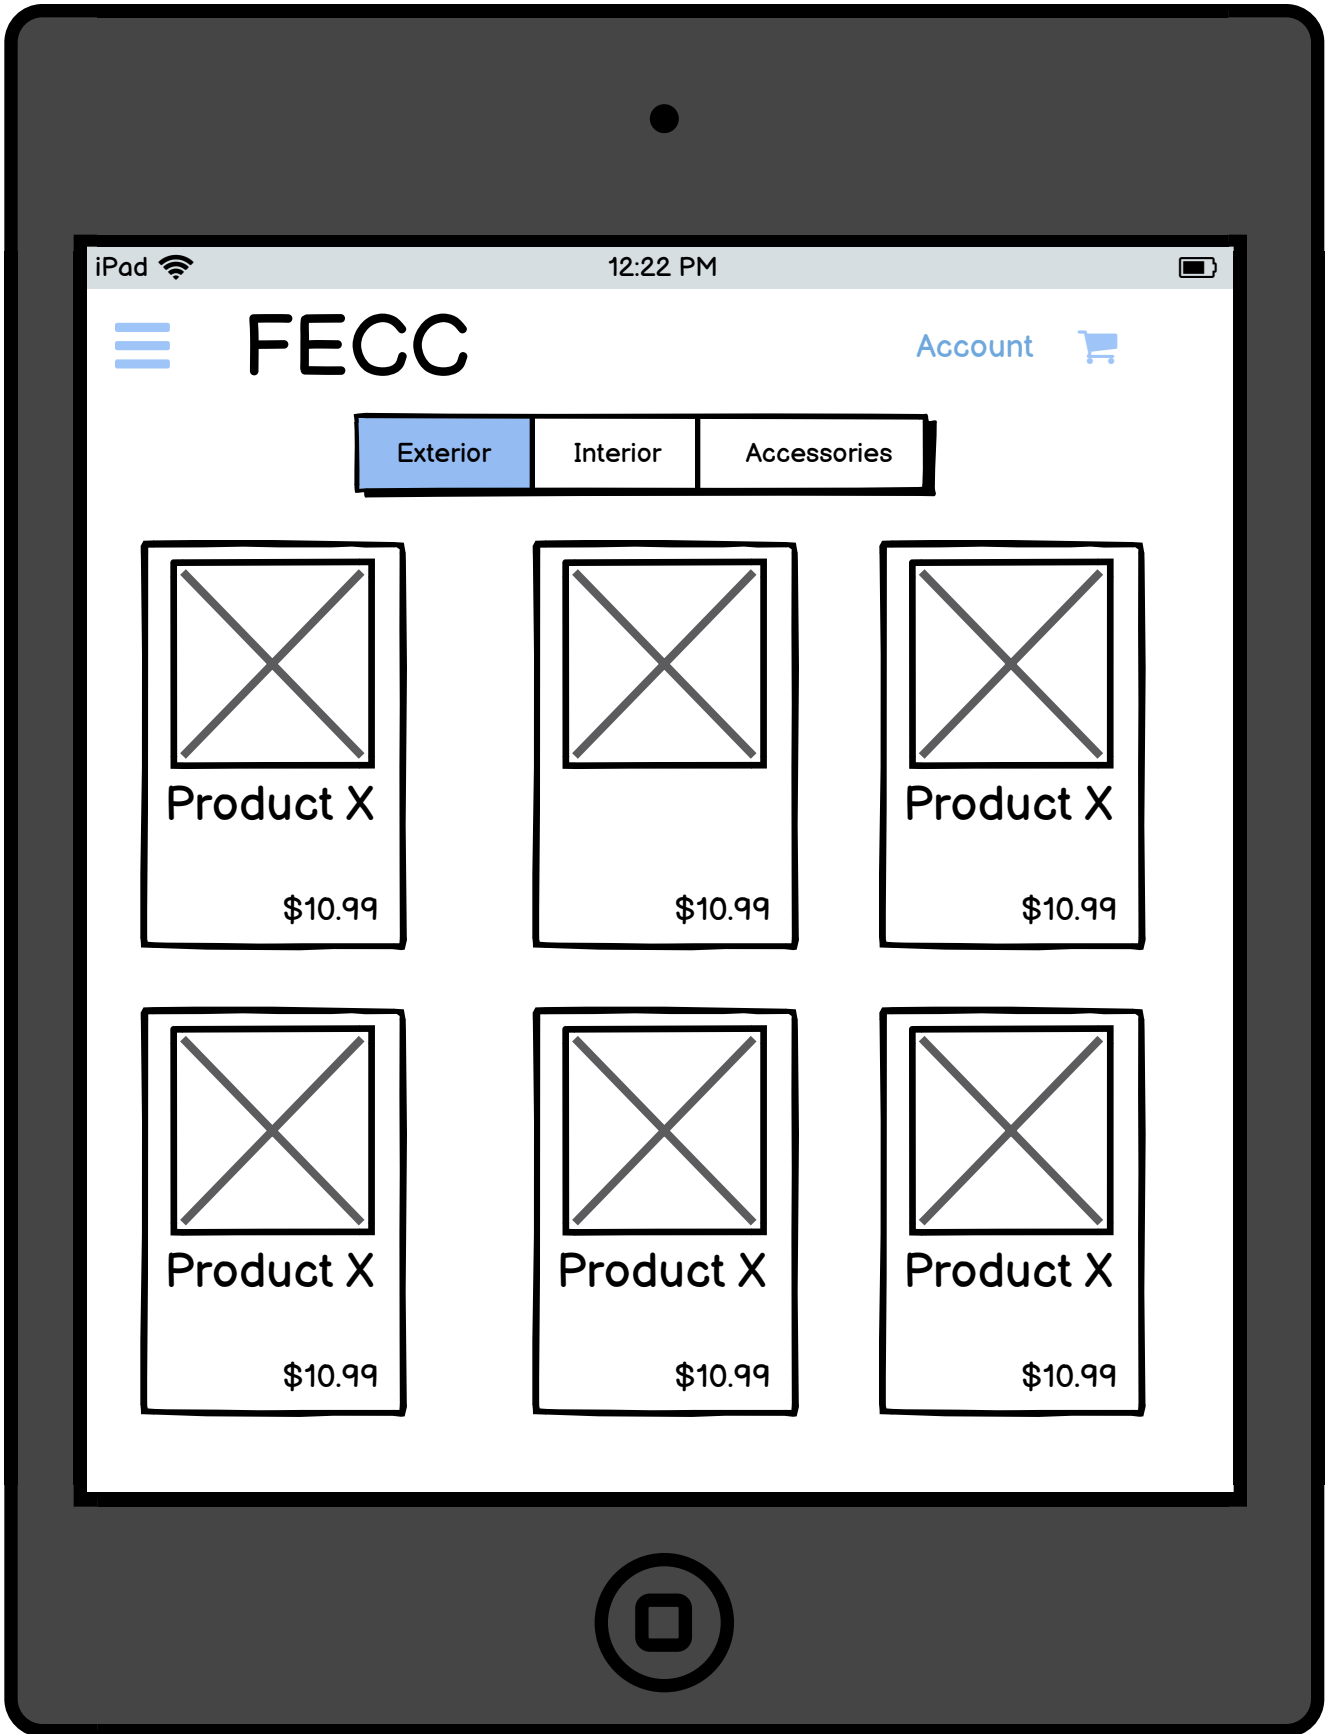 iPad 12:22 PM
FECC Account
Exterior Interior Accessories
Product X Product X
$10.99 $10.99 $10.99
Product X Product X Product X
$10.99 $10.99 $10.99